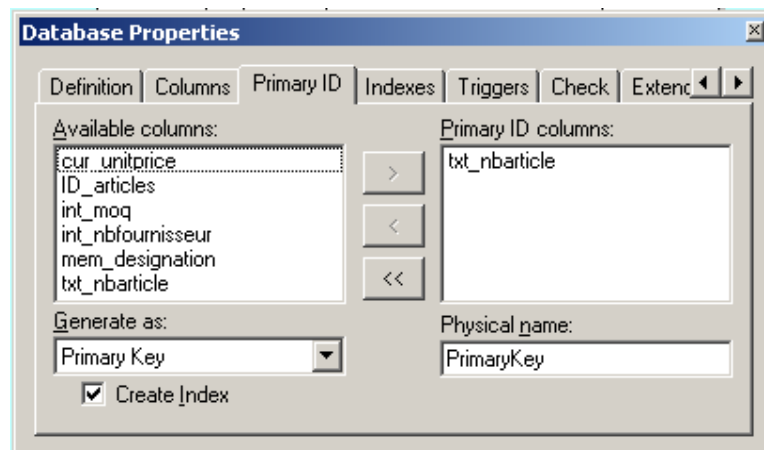 Database Properties
Definition Columns Primary ID Indexes Triggers Check Extenc
Available columns:
cur_unitprice
ID_articles
int_moq
int_nbfournisseur
mem_designation
txt_nbarticle
>
<
<<
Primary ID columns:
txt_nbarticle
Generate as:
Primary Key
Create Index
Physical name:
PrimaryKey